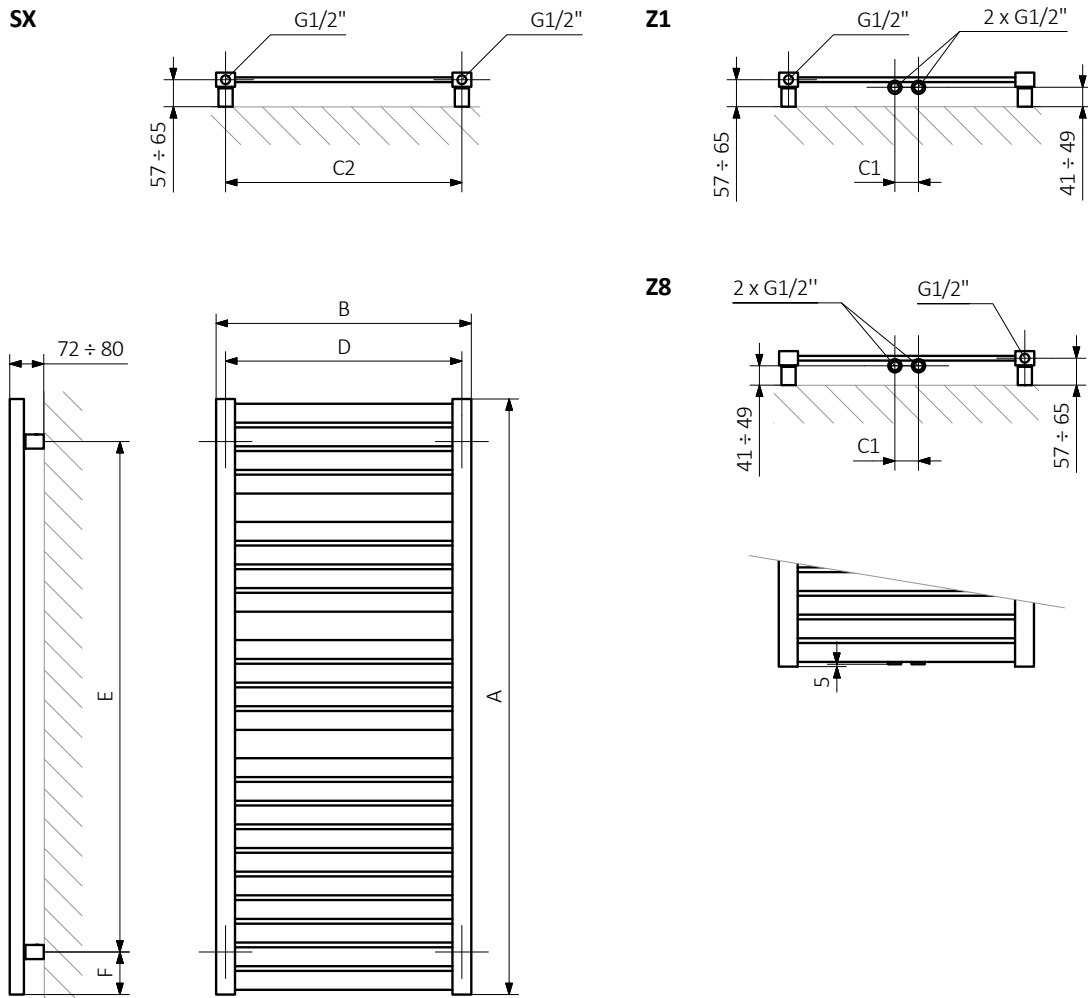 SX
G1/2"
G1/2"
57 ÷ 65
C2
Z1
G1/2"
2 x G1/2"
57 ÷ 65
C1
41 ÷ 49
Z8
2 x G1/2"
G1/2"
41 ÷ 49
C1
57 ÷ 65
72 ÷ 80
B
D
E
A
F
5